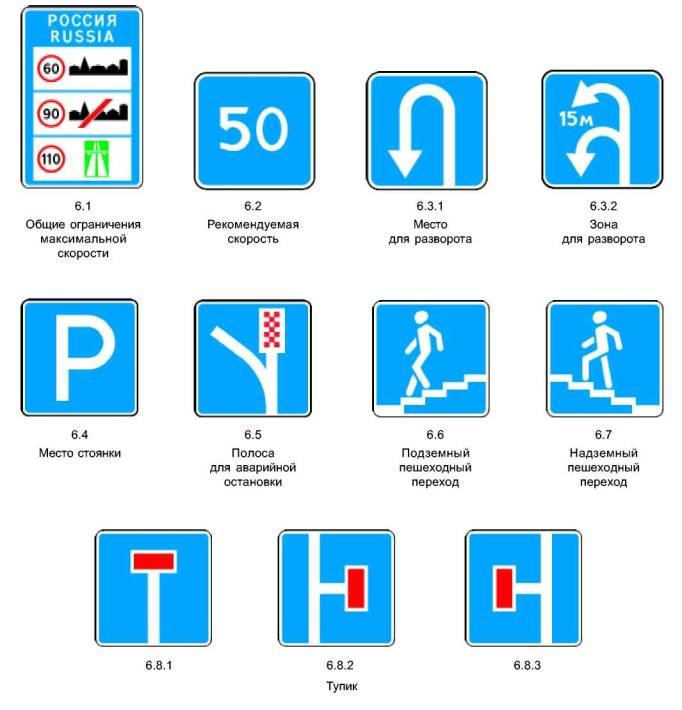 РОССИЯ
RUSSIA
60
90
110
6.1
Общие ограничения
максимальной
скорости
50
6.2
Рекомендуемая
скорость
6.3.1
Место
для разворота
15м
6.3.2
Зона
для разворота
P
6.4
Место стоянки
6.5
Полоса
для аварийной
остановки
6.6
Подземный
пешеходный
переход
6.7
Надземный
пешеходный
переход
6.8.1
6.8.2
6.8.3
Тупик